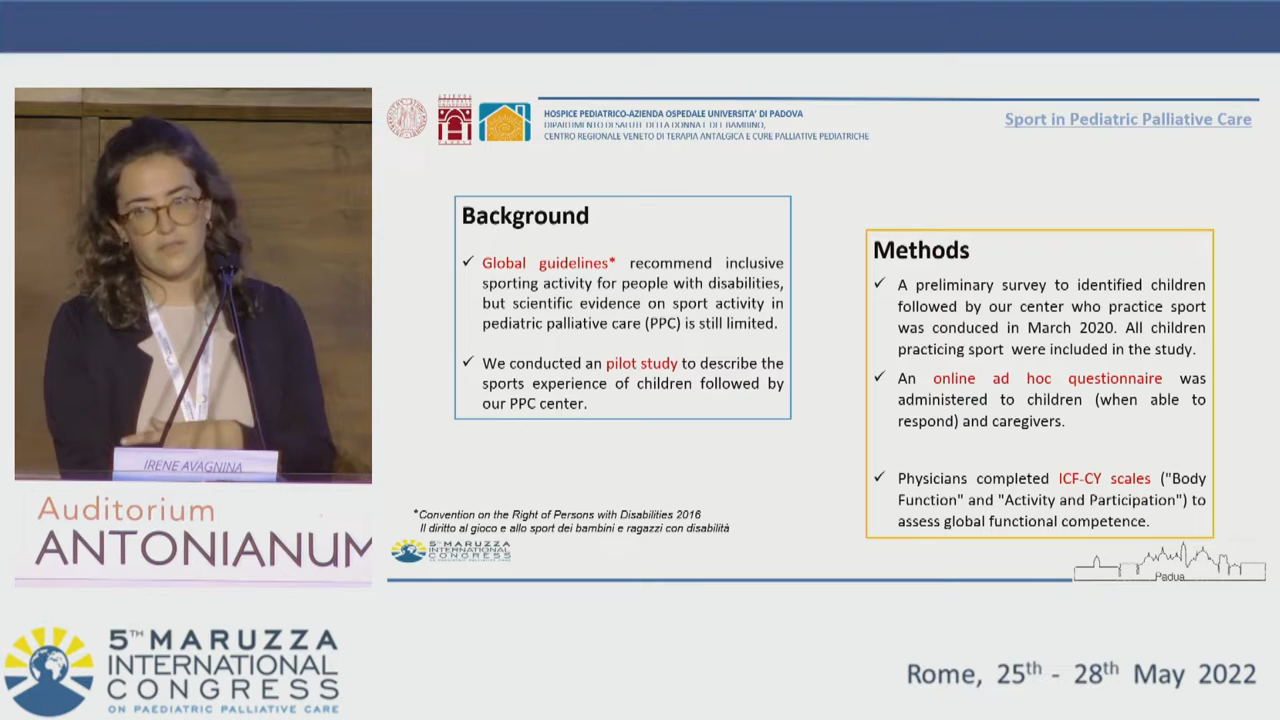 HOSPICE PEDIATRICO-AZIENDA OSPEDALE UNIVERSITA' DI PADOVA
DIPARTIMENTO DI SALUTE DELLA DONNA E DEL BAMBINO,
CENTRO REGIONALE VENETO DI TERAPIA ANTALGICA E CURE PALLIATIVE PEDIATRICHE
Sport in Pediatric Palliative Care
Background
✓ Global guidelines* recommend inclusive
sporting activity for people with disabilities,
but scientific evidence on sport activity in
pediatric palliative care (PPC) is still limited.
✓ We conducted an pilot study to describe the
sports experience of children followed by
our PPC center.
Methods
✓ A preliminary survey to identified children
followed by our center who practice sport
was conduced in March 2020. All children
practicing sport were included in the study.
✓ An online ad hoc questionnaire was
administered to children (when able to
respond) and caregivers.
✓ Physicians completed ICF-CY scales ("Body
Function" and "Activity and Participation") to
assess global functional competence.
*Convention on the Right of Persons with Disabilities 2016
Il diritto al gioco e allo sport dei bambini e ragazzi con disabilità
5TH MARUZZA
INTERNATIONAL
CONGRESS
ON PAEDIATRIC PALLIATIVE CARE
Padua
IRENE AVAGNINA
Auditorium
ANTONIANUM
5TH MARUZZA
INTERNATIONAL
CONGRESS
ON PAEDIATRIC PALLIATIVE CARE
Rome, 25th - 28th May 2022